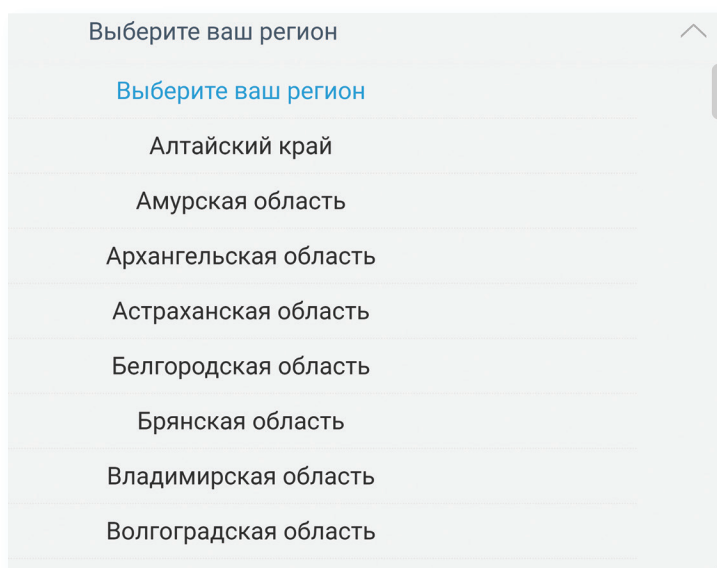 Выберите ваш регион
Выберите ваш регион
Алтайский край
Амурская область
Архангельская область
Астраханская область
Белгородская область
Брянская область
Владимирская область
Волгоградская область